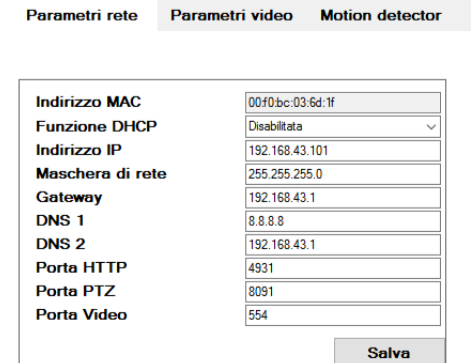 Parametri rete Parametri video Motion detector
Indirizzo MAC 00:f0:bc:03:6d:1f
Funzione DHCP Disabilitata
Indirizzo IP 192.168.43.101
Maschera di rete 255.255.255.0
Gateway 192.168.43.1
DNS 1 8.8.8.8
DNS 2 192.168.43.1
Porta HTTP 4931
Porta PTZ 8091
Porta Video 554
Salva